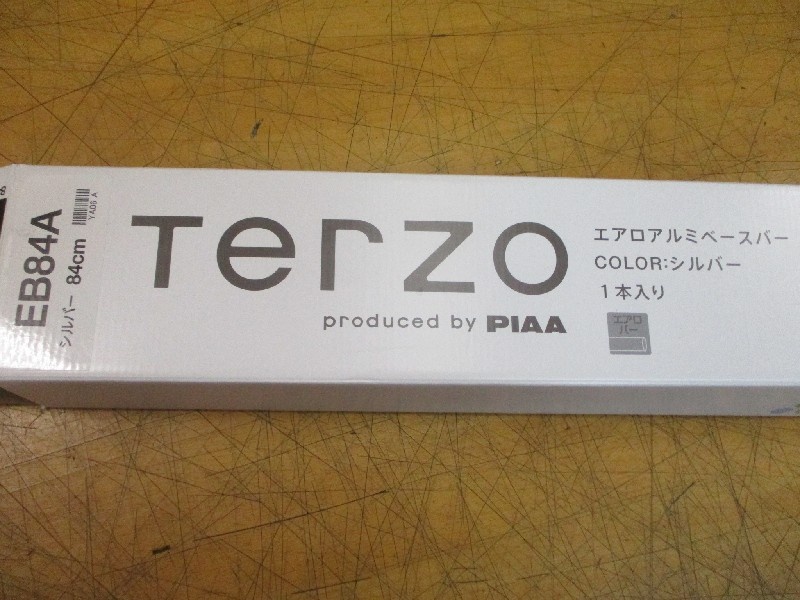 EB84A
シルバー 84cm
YA06 A
Terzo
produced by PIAA
エアロアルミベースバー
COLOR:シルバー
1本入り
エアロ
バー